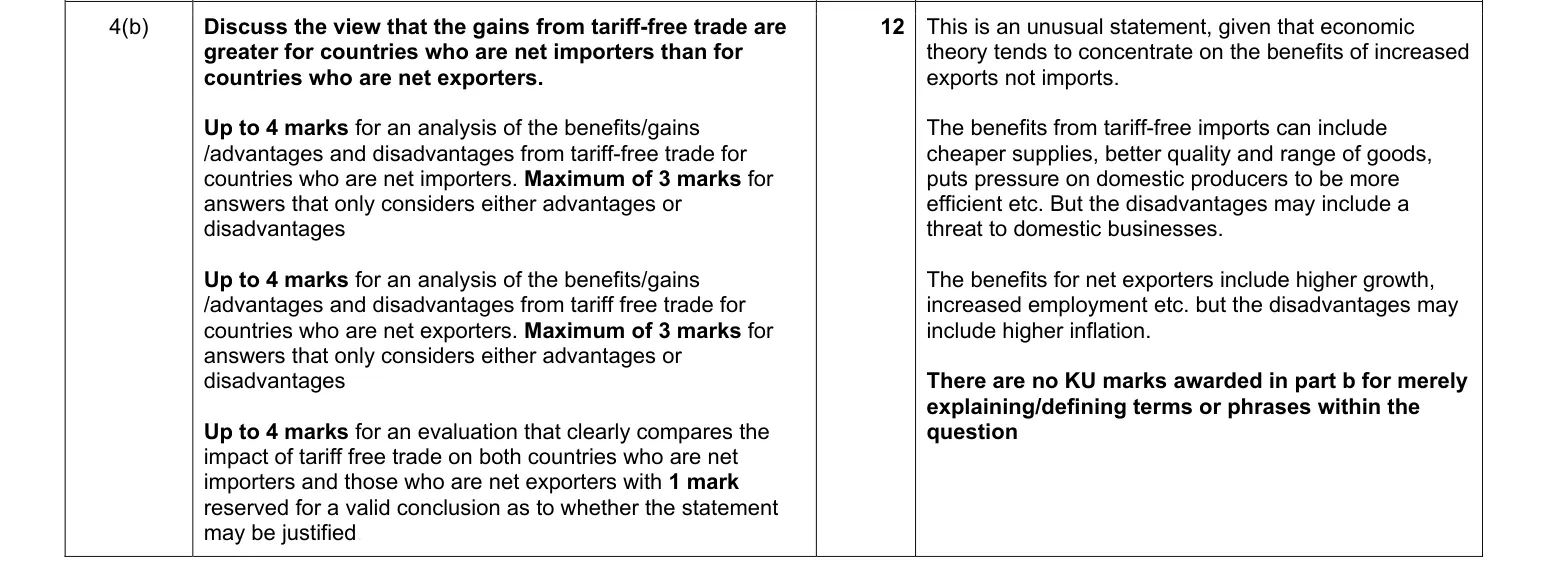 4(b)
Discuss the view that the gains from tariff-free trade are
greater for countries who are net importers than for
countries who are net exporters.
Up to 4 marks for an analysis of the benefits/gains
/advantages and disadvantages from tariff-free trade for
countries who are net importers. Maximum of 3 marks for
answers that only considers either advantages or
disadvantages
Up to 4 marks for an analysis of the benefits/gains
/advantages and disadvantages from tariff free trade for
countries who are net exporters. Maximum of 3 marks for
answers that only considers either advantages or
disadvantages
Up to 4 marks for an evaluation that clearly compares the
impact of tariff free trade on both countries who are net
importers and those who are net exporters with 1 mark
reserved for a valid conclusion as to whether the statement
may be justified
12
This is an unusual statement, given that economic
theory tends to concentrate on the benefits of increased
exports not imports.
The benefits from tariff-free imports can include
cheaper supplies, better quality and range of goods,
puts pressure on domestic producers to be more
efficient etc. But the disadvantages may include a
threat to domestic businesses.
The benefits for net exporters include higher growth,
increased employment etc. but the disadvantages may
include higher inflation.
There are no KU marks awarded in part b for merely
explaining/defining terms or phrases within the
question